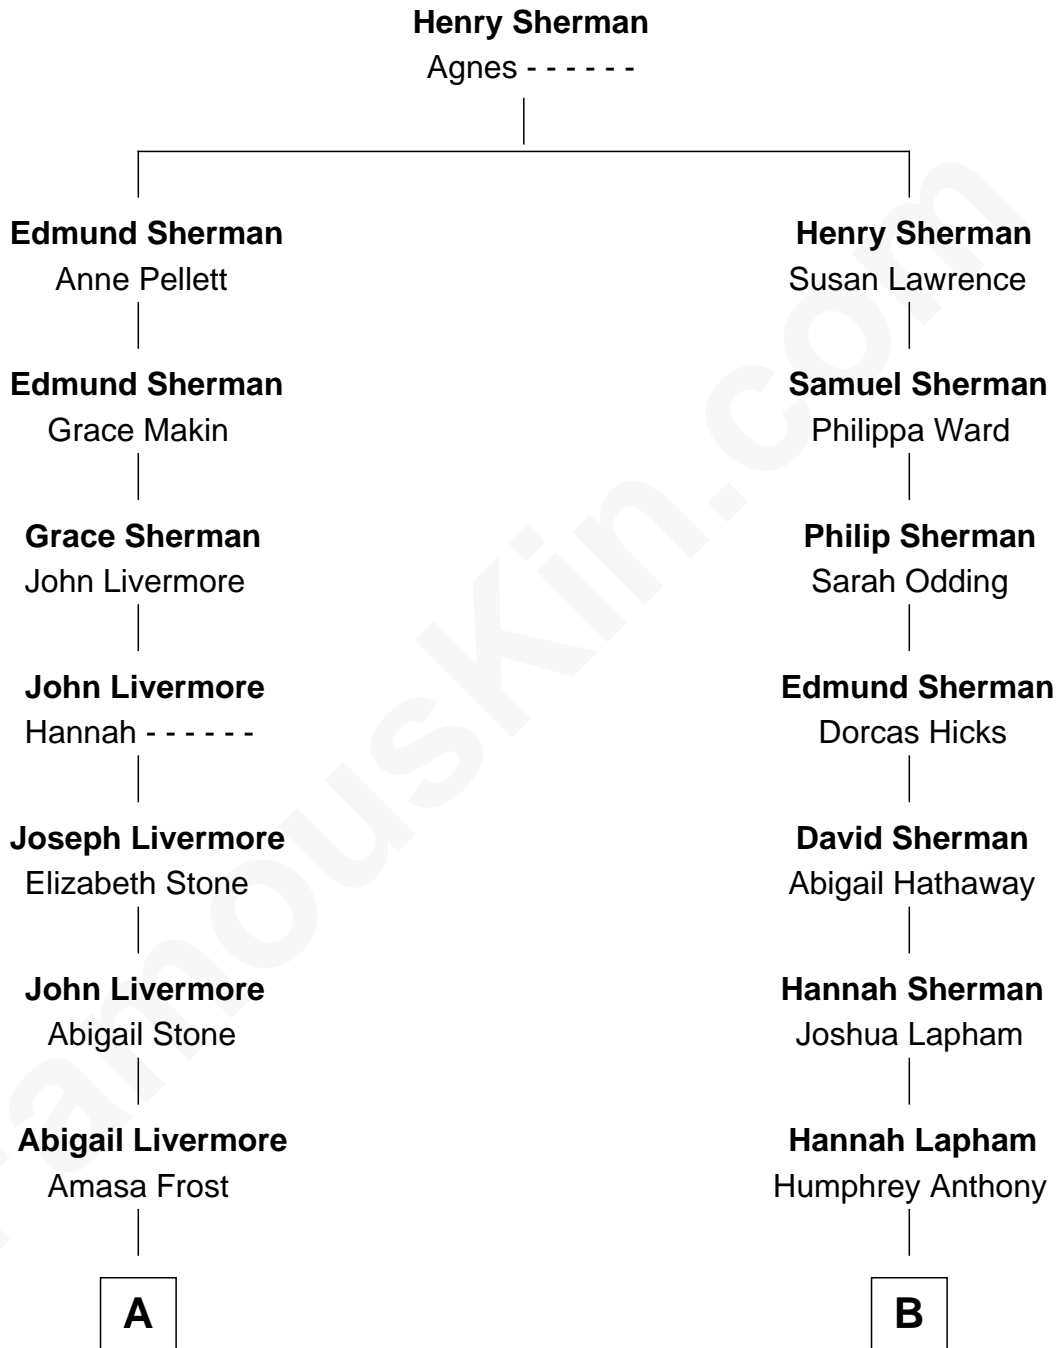 Henry Sherman
Agnes - - - - - -
Edmund Sherman
Anne Pellett
Henry Sherman
Susan Lawrence
Edmund Sherman
Grace Makin
Samuel Sherman
Philippa Ward
Grace Sherman
John Livermore
Philip Sherman
Sarah Odding
John Livermore
Hannah - - - - - -
Edmund Sherman
Dorcas Hicks
Joseph Livermore
Elizabeth Stone
David Sherman
Abigail Hathaway
John Livermore
Abigail Stone
Hannah Sherman
Joshua Lapham
Abigail Livermore
Amasa Frost
Hannah Lapham
Humphrey Anthony
A
B
FamousKin.com